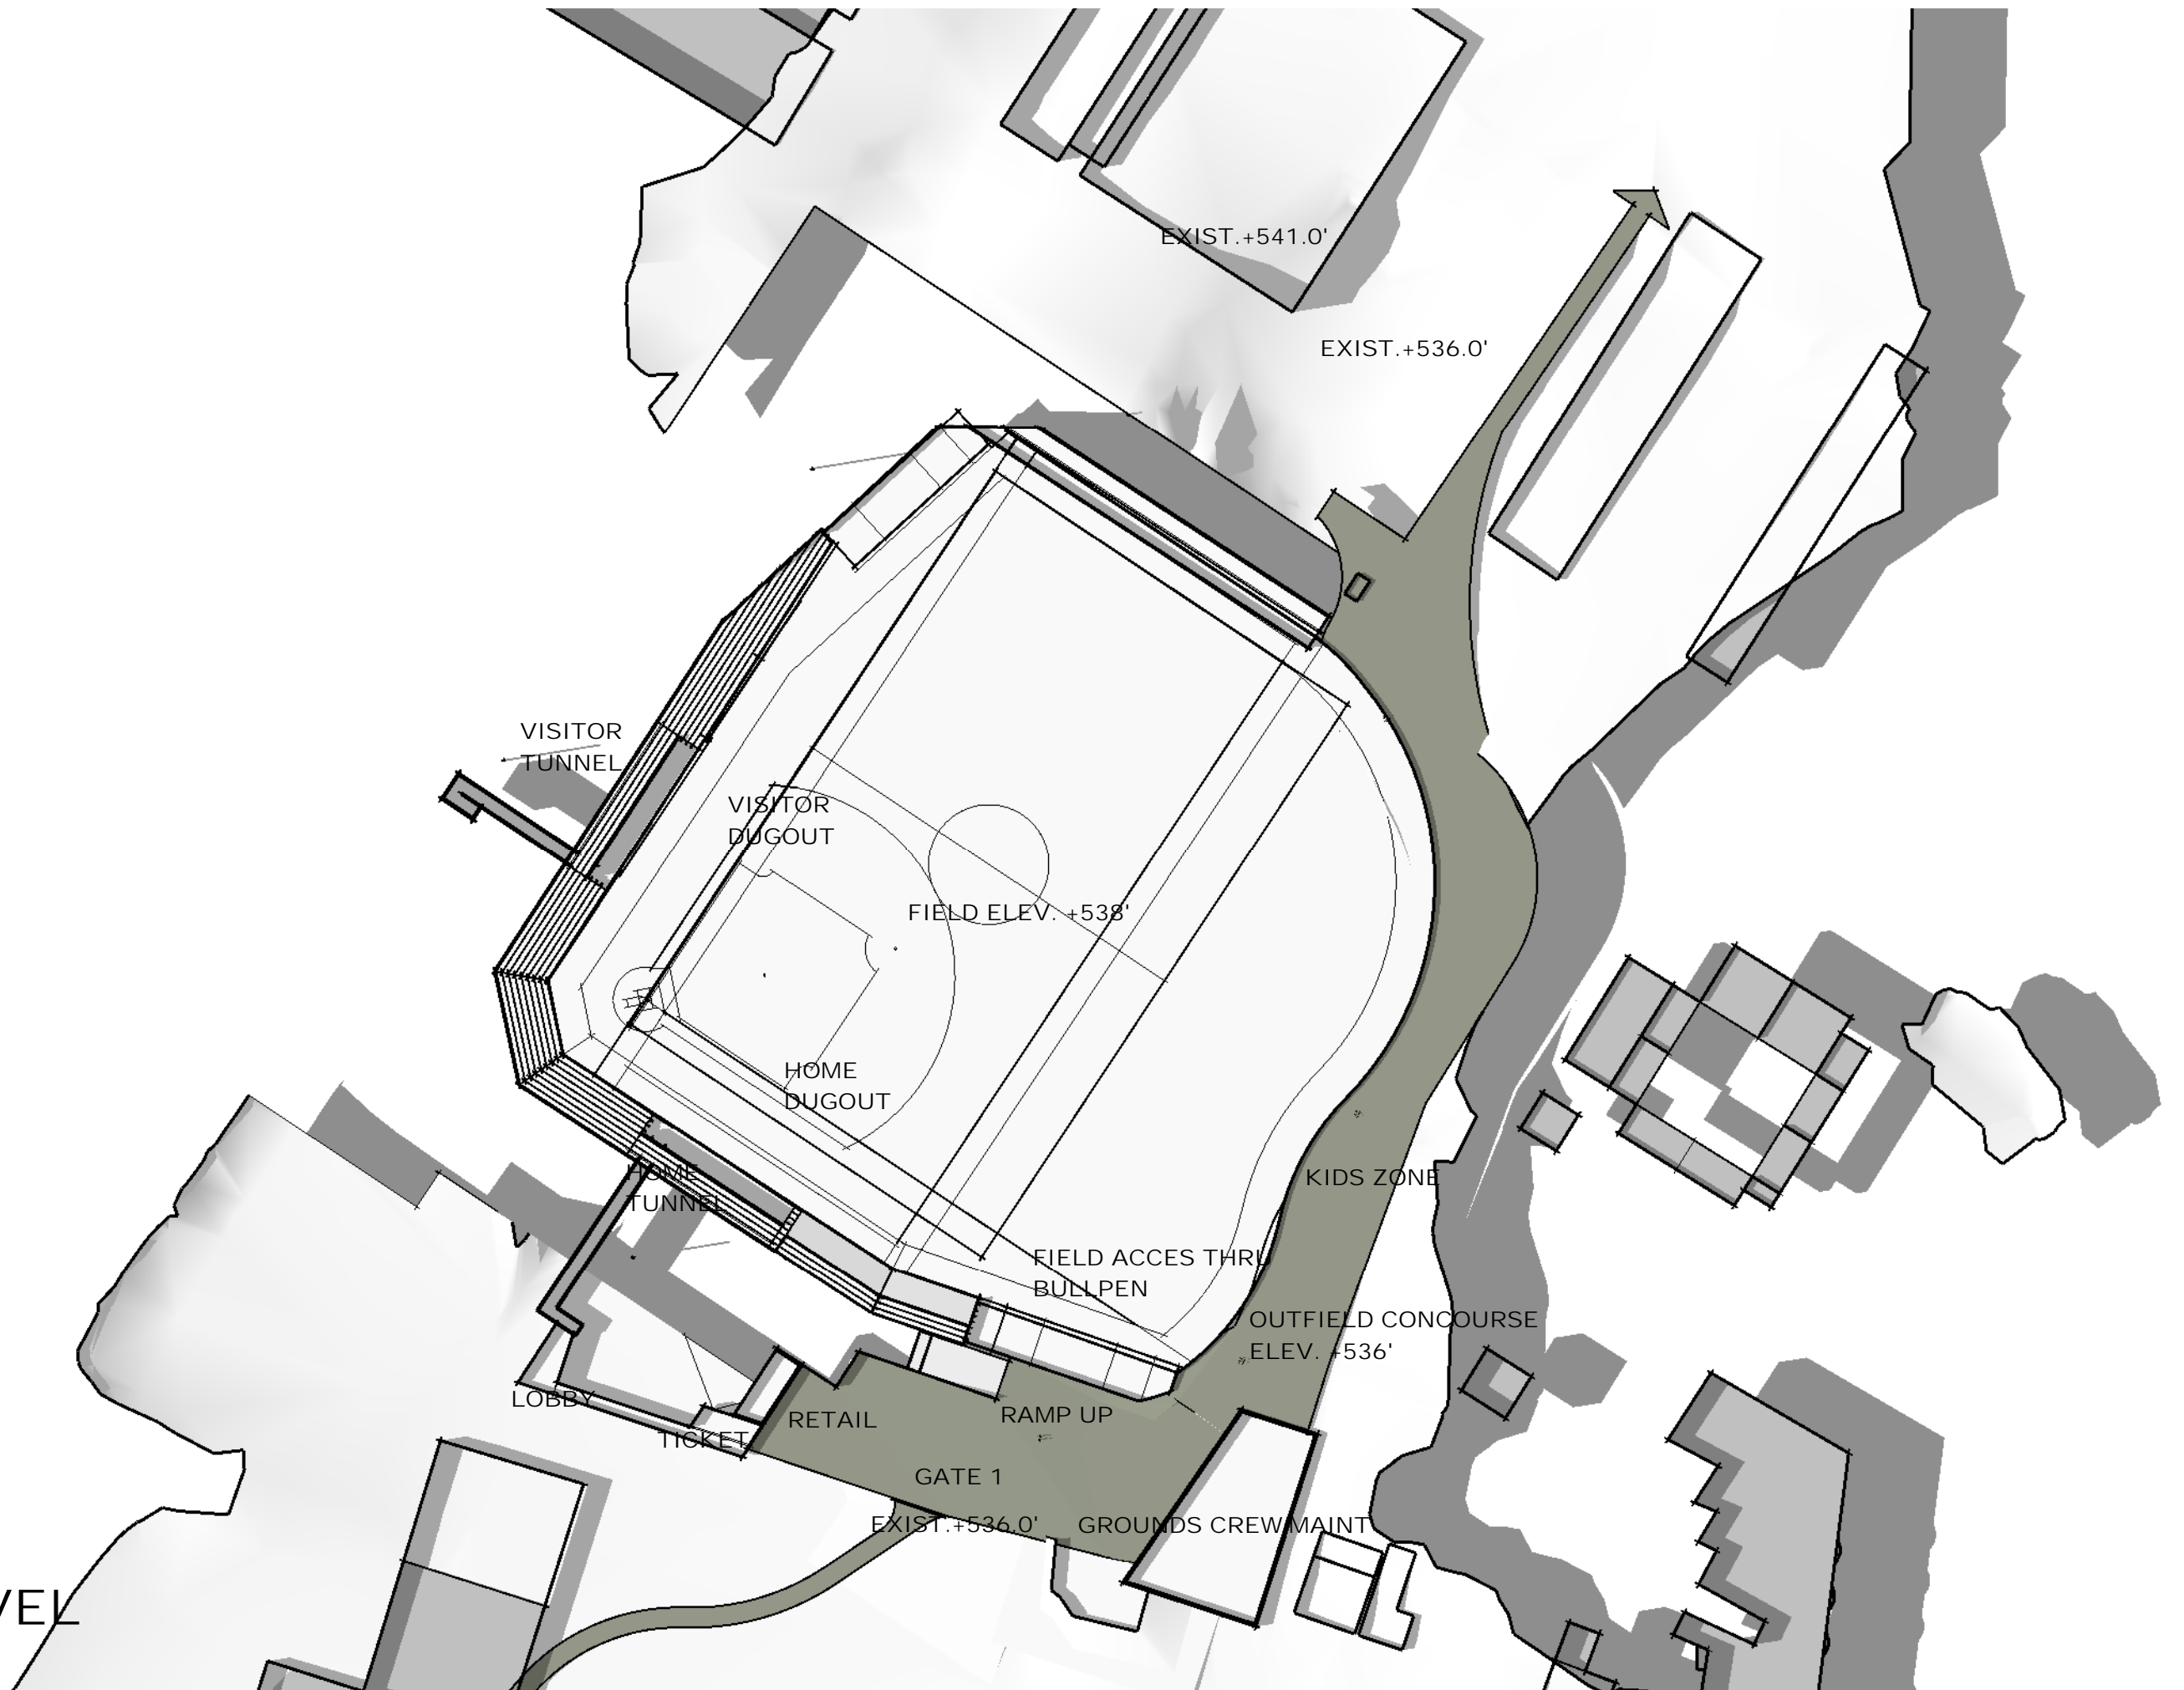 EXIST.+541.0'
EXIST.+536.0'
VISITOR
TUNNEL
VISITOR
DUGOUT
FIELD ELEV. +538'
HOME
DUGOUT
HOME
TUNNEL
KIDS ZONE
FIELD ACCES THRU
BULLPEN
OUTFIELD CONCOURSE
ELEV. +536'
LOBBY
RETAIL
RAMP UP
TICKET
GATE 1
EXIST.+536.0'
GROUNDS CREW MAINT
VEL